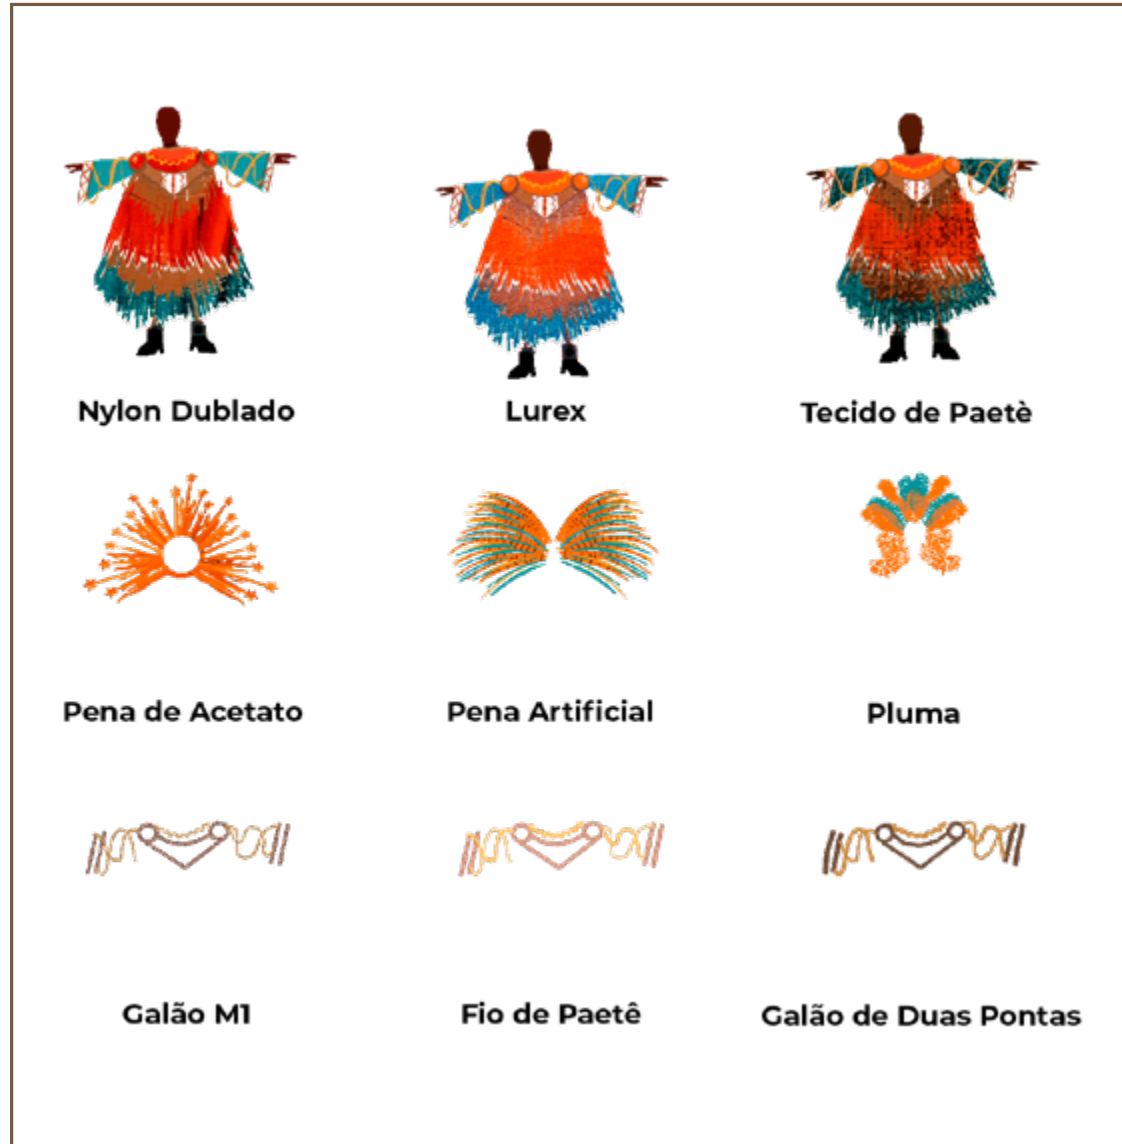 Nylon Dublado
Lurex
Tecido de Paetè
Pena de Acetato
Pena Artificial
Pluma
Galão M1
Fio de Paetê
Galão de Duas Pontas